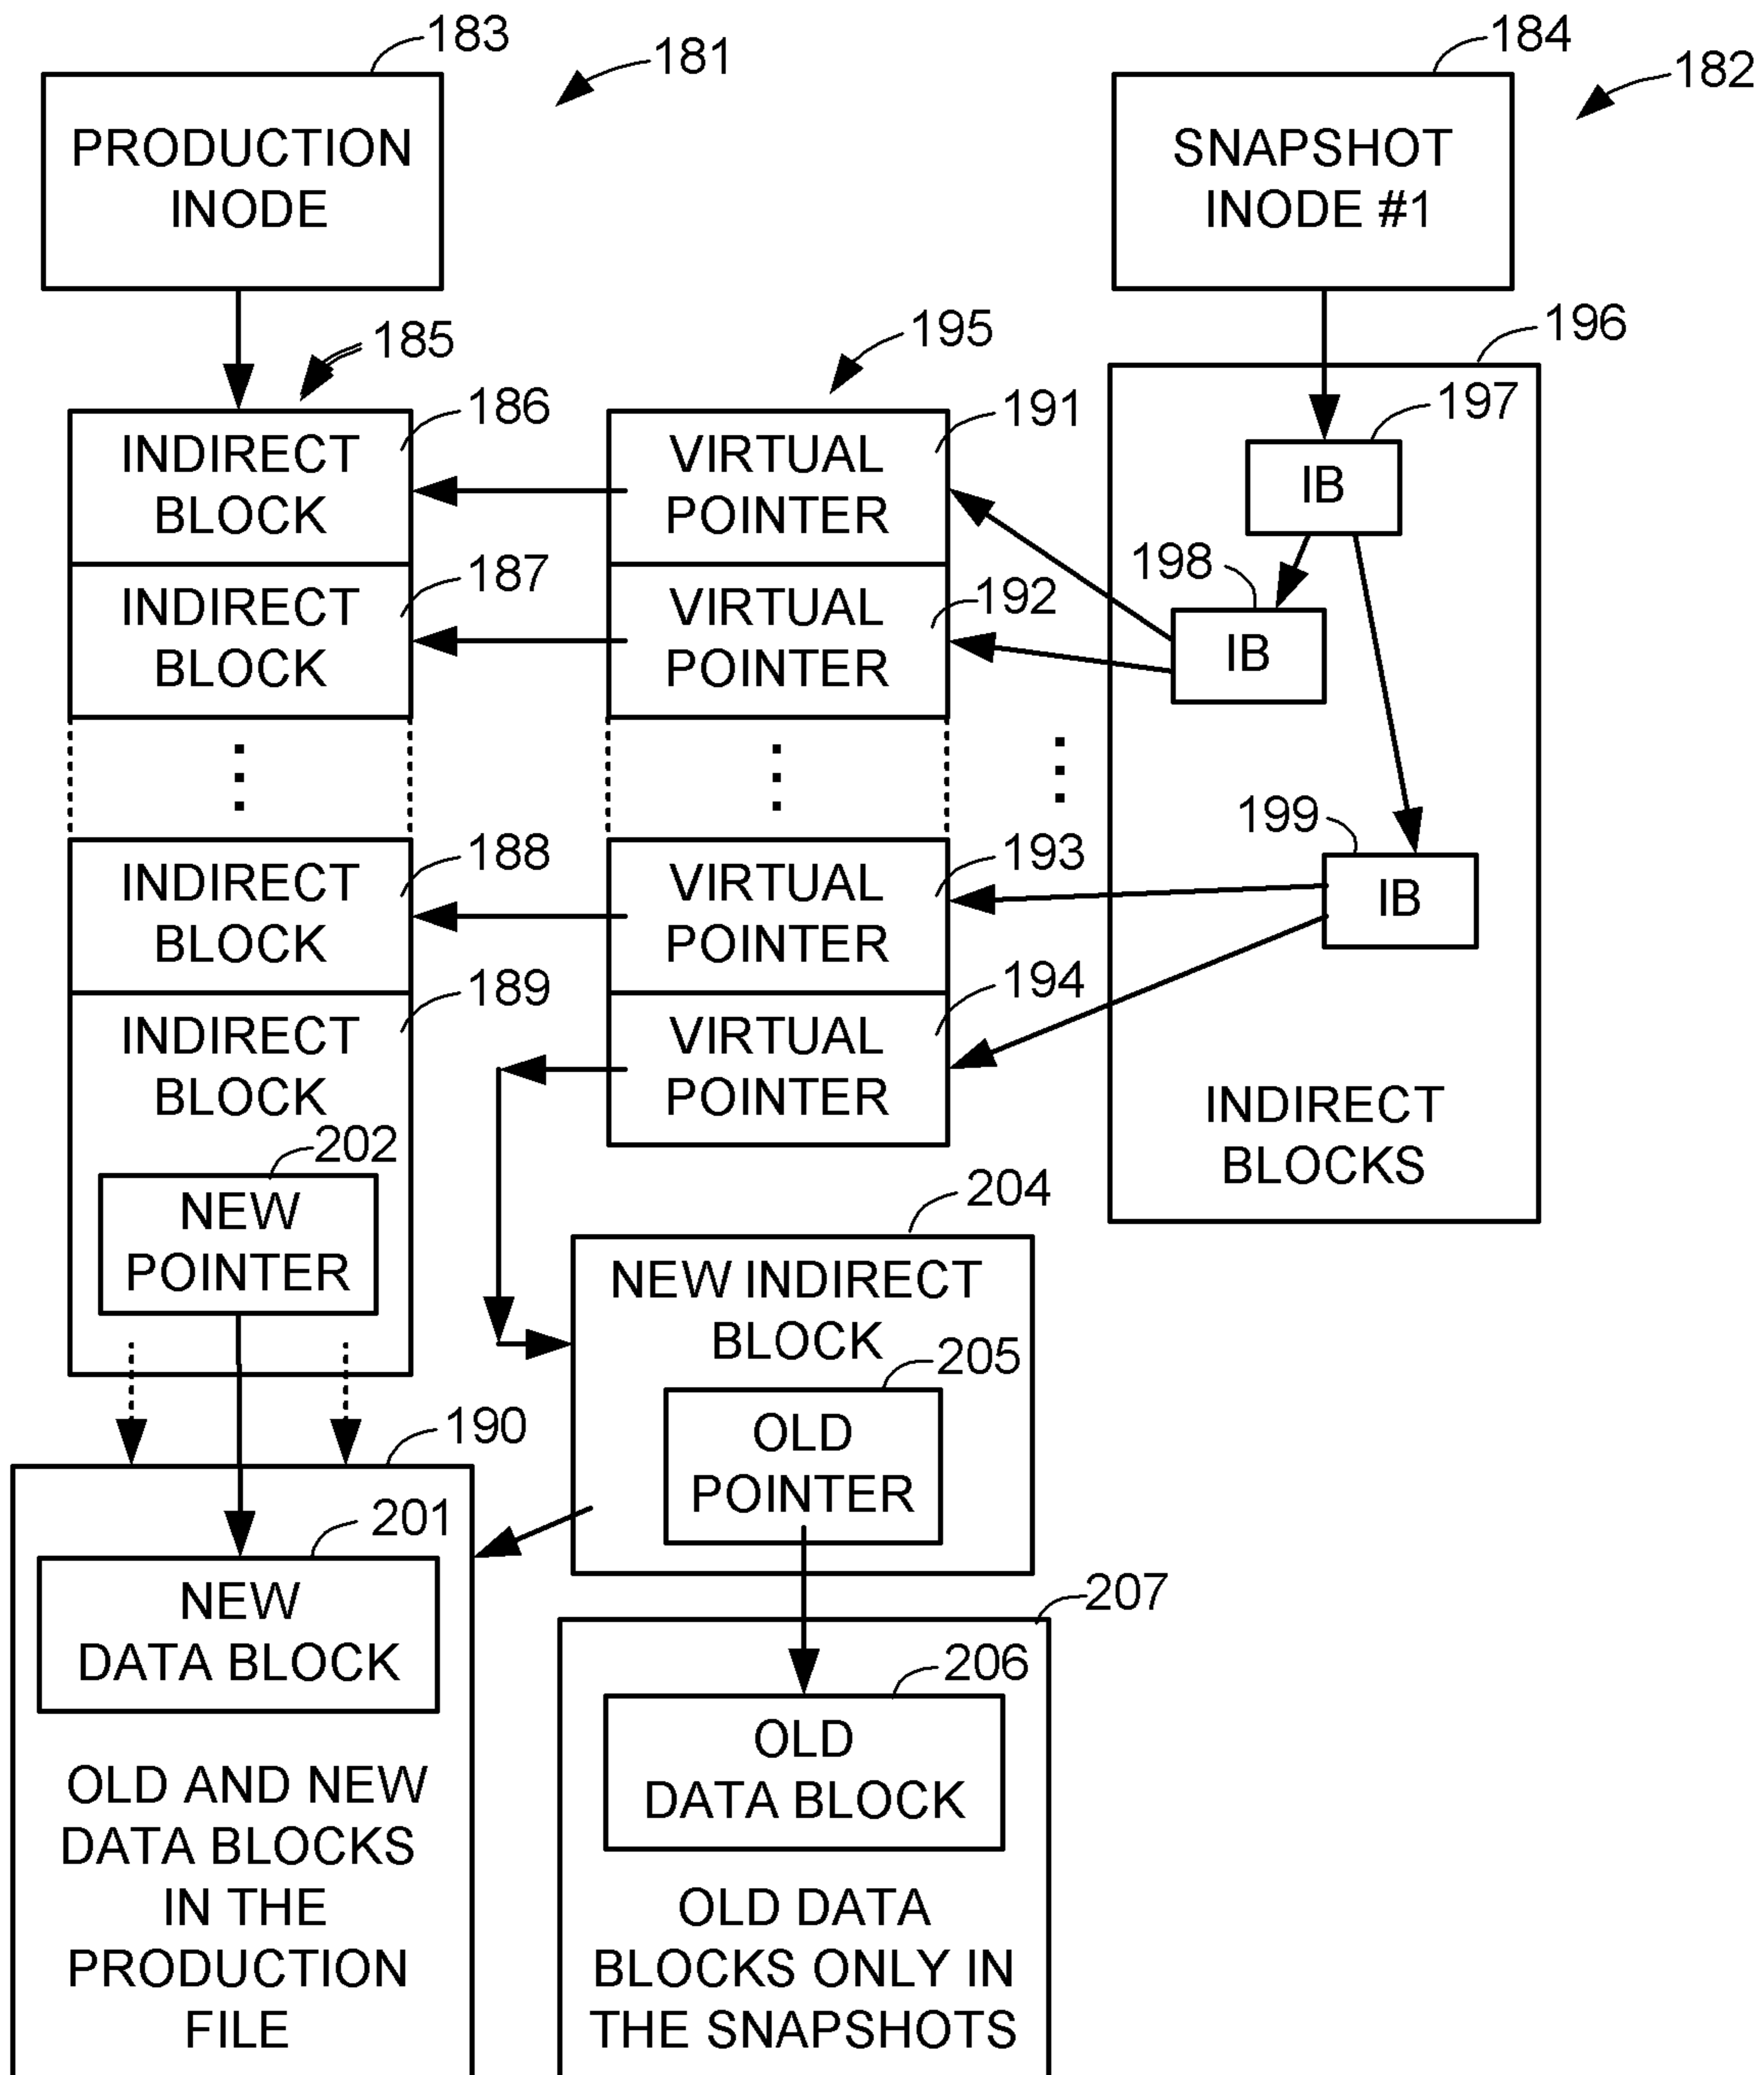 183
181
184
182
PRODUCTION
INODE
SNAPSHOT
INODE #1
185
195
196
186
191
197
INDIRECT
BLOCK
VIRTUAL
POINTER
IB
187
192
198
INDIRECT
BLOCK
VIRTUAL
POINTER
IB
188
193
199
INDIRECT
BLOCK
VIRTUAL
POINTER
IB
189
194
INDIRECT
BLOCK
VIRTUAL
POINTER
INDIRECT
BLOCKS
202
NEW
POINTER
204
NEW INDIRECT
BLOCK
205
OLD
POINTER
190
201
NEW
DATA BLOCK
OLD AND NEW
DATA BLOCKS
IN THE
PRODUCTION
FILE
207
206
OLD
DATA BLOCK
OLD DATA
BLOCKS ONLY IN
THE SNAPSHOTS